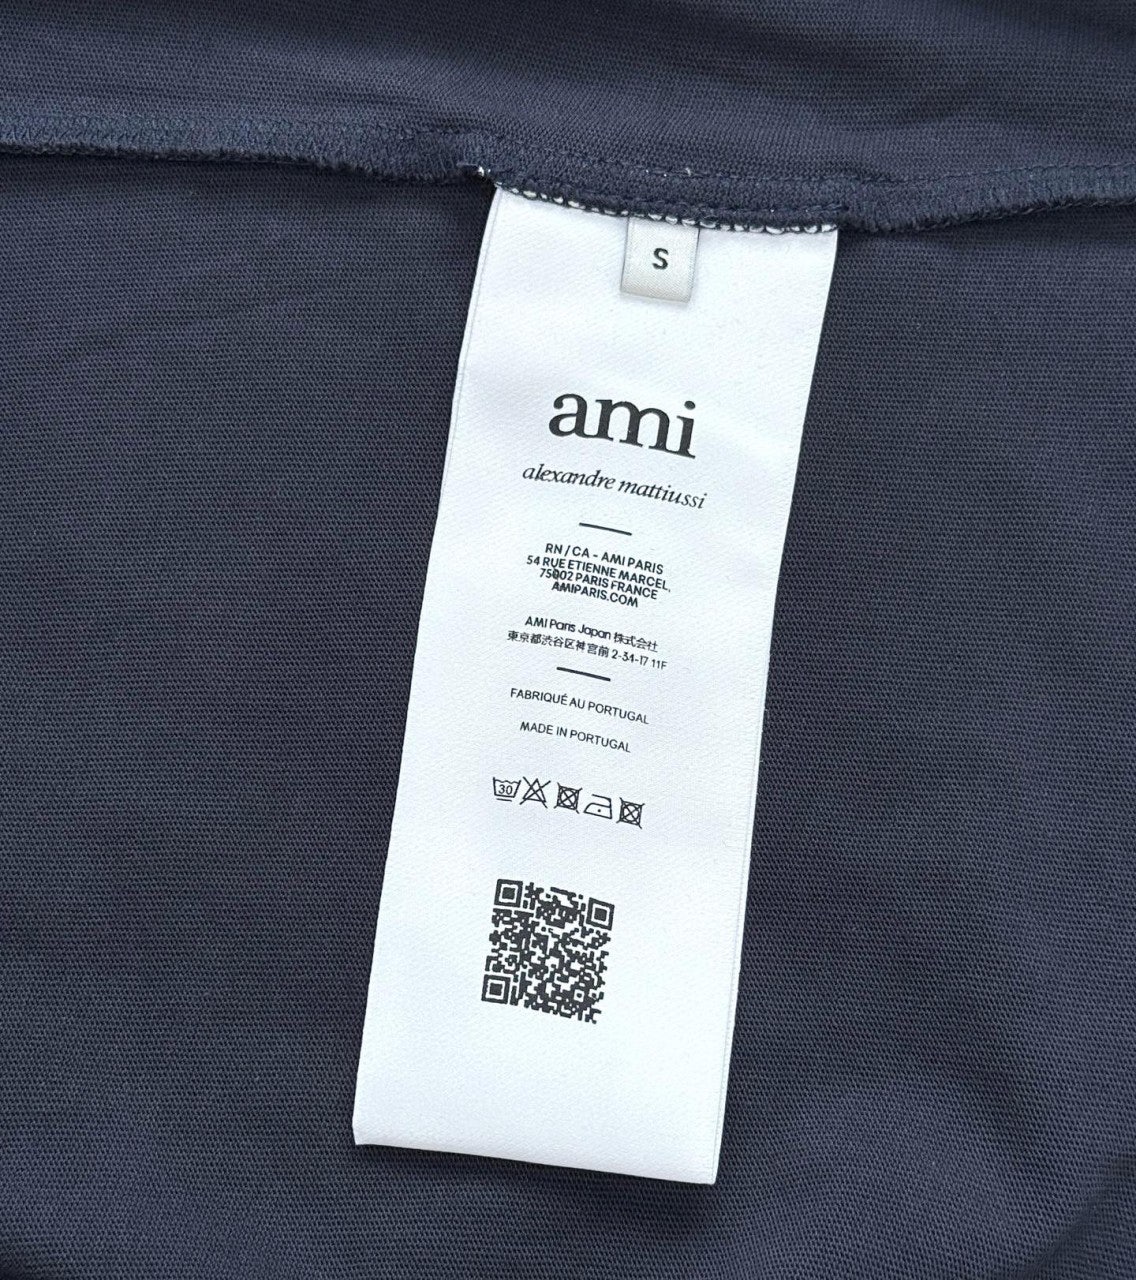 S
ami
alexandre mattiussi
RN / CA - AMI PARIS
54 RUE ETIENNE MARCEL,
75002 PARIS FRANCE
AMIPARIS.COM
AMI Paris Japan 株式会社
東京都渋谷区神宮前 2-34-17 11F
FABRIQUÉ AU PORTUGAL
MADE IN PORTUGAL
30